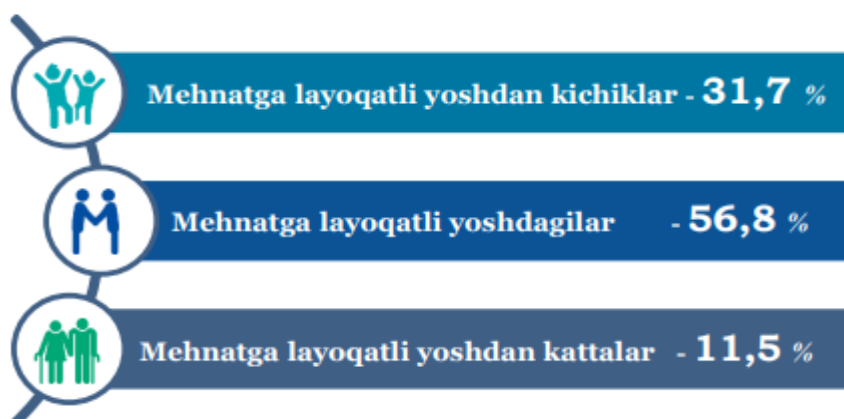 Mehnatga layoqatli yoshdan kichiklar - 31,7 %
Mehnatga layoqatli yoshdagilar - 56,8 %
Mehnatga layoqatli yoshdan kattalar - 11,5 %